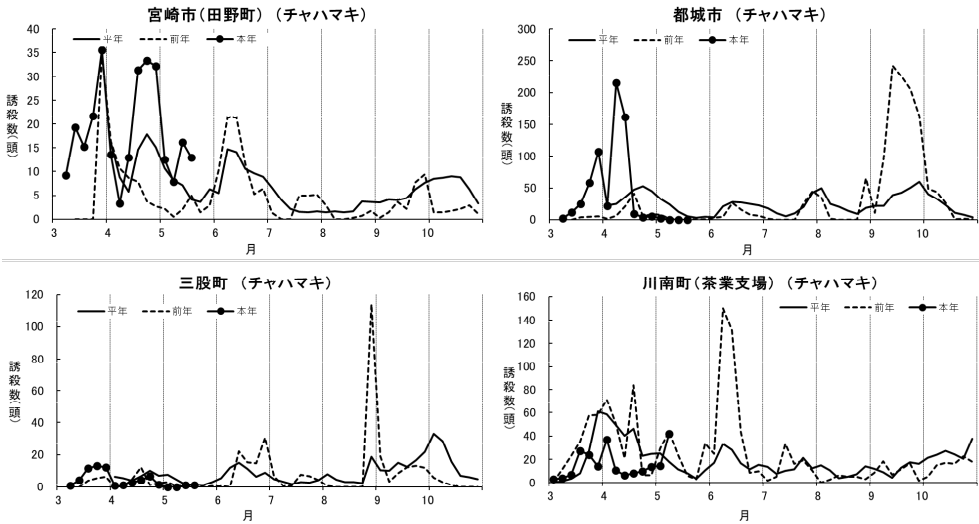 宮崎市(田野町)(チャハマキ)
平年 前年 本年
誘殺数(頭)
40
35
30
25
20
15
10
5
0
3 4 5 6 7 8 9 10
月
都城市 (チャハマキ)
平年 前年 本年
誘殺数(頭)
300
250
200
150
100
50
0
3 4 5 6 7 8 9 10
月
三股町 (チャハマキ)
平年 前年 本年
誘殺数(頭)
120
100
80
60
40
20
0
3 4 5 6 7 8 9 10
月
川南町(茶業支場)(チャハマキ)
平年 前年 本年
誘殺数(頭)
160
140
120
100
80
60
40
20
0
3 4 5 6 7 8 9 10
月